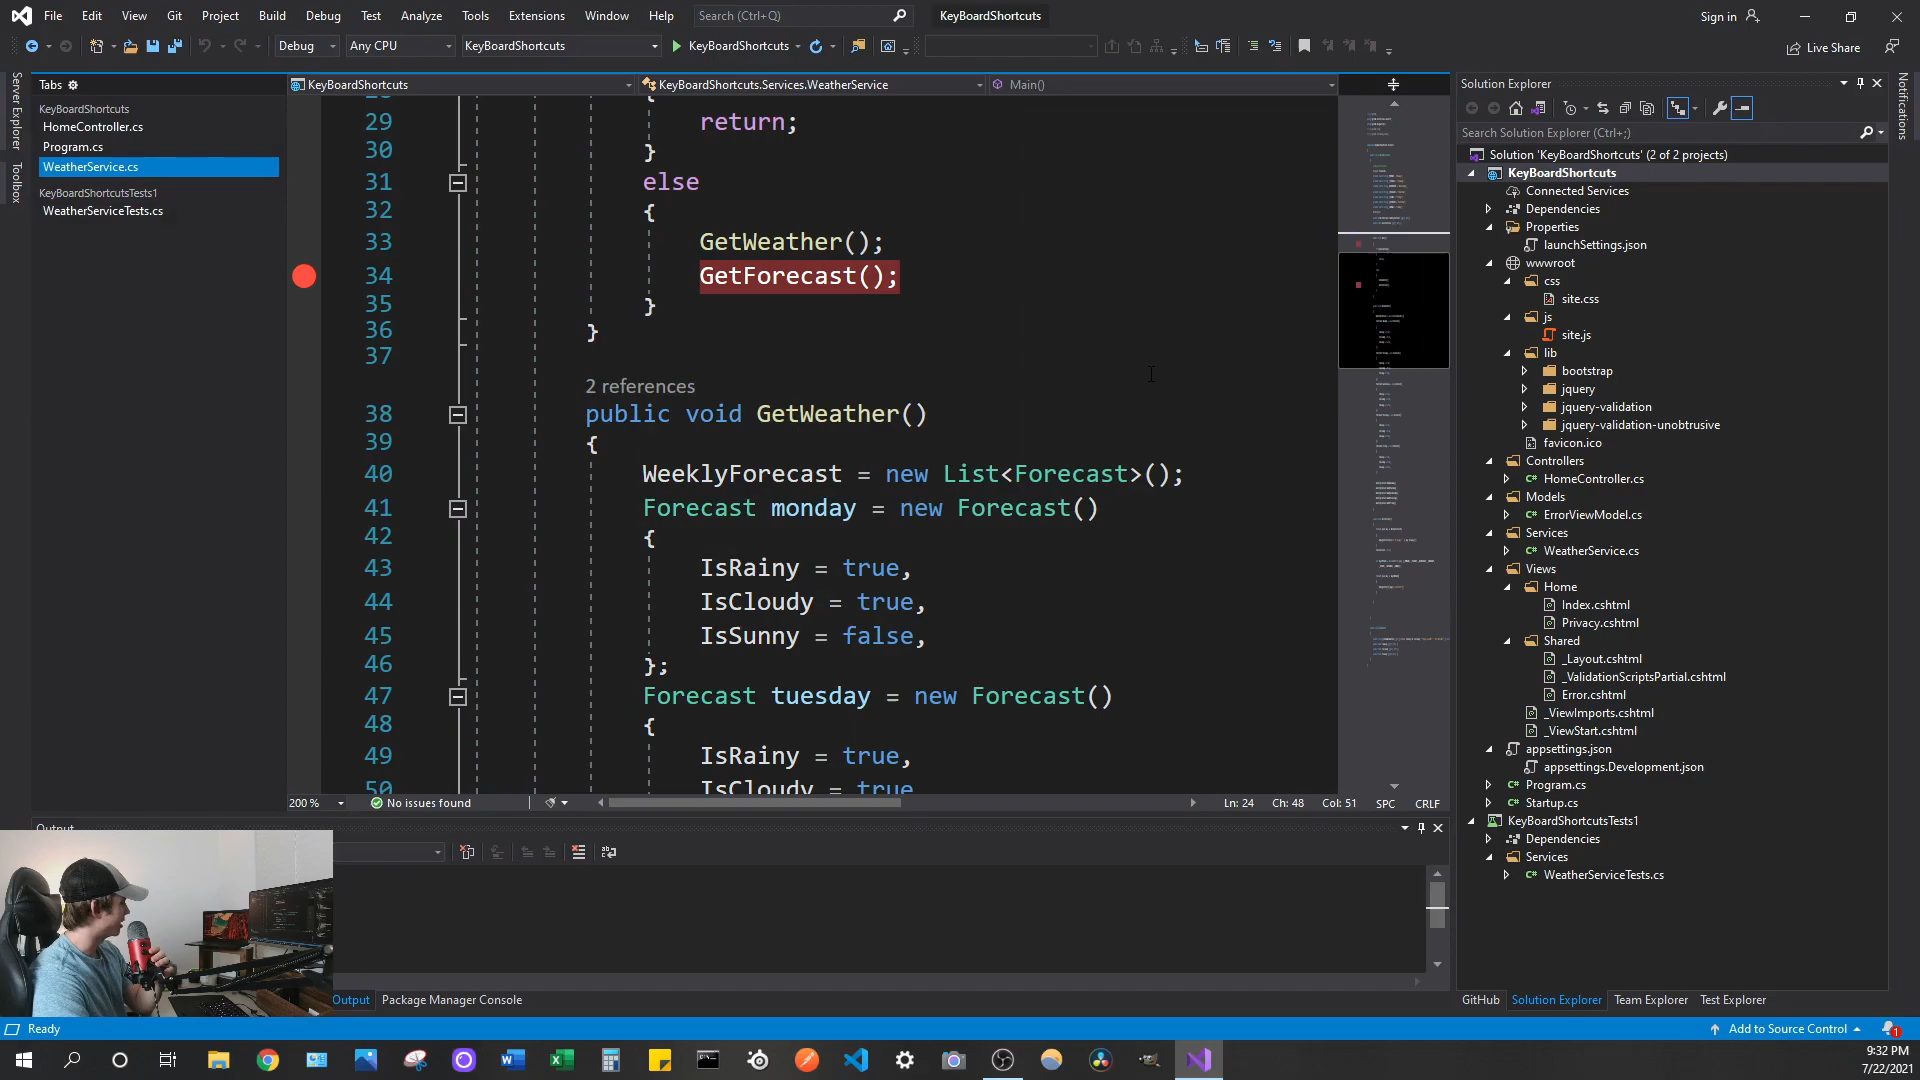 File Edit View Git Project Build Debug Test Analyze Tools Extensions Window Help Search (Ctrl+Q) KeyBoardShortcuts Sign in
Debug Any CPU KeyBoardShortcuts KeyBoardShortcuts Live Share
Server Explorer
Toolbox
Tabs
KeyBoardShortcuts
HomeController.cs
Program.cs
WeatherService.cs
KeyBoardShortcutsTests1
WeatherServiceTests.cs
KeyBoardShortcuts KeyBoardShortcuts.Services.WeatherService Main()
{
29 return;
30 }
31 else
32 {
33 GetWeather();
34 GetForecast();
35 }
36 }
37
2 references
38 public void GetWeather()
39 {
40 WeeklyForecast = new List<Forecast>();
41 Forecast monday = new Forecast()
42 {
43 IsRainy = true,
44 IsCloudy = true,
45 IsSunny = false,
46 };
47 Forecast tuesday = new Forecast()
48 {
49 IsRainy = true,
50 IsCloudy = true
200 % No issues found Ln: 24 Ch: 48 Col: 51 SPC CRLF
Output
Output Package Manager Console
Solution Explorer
Search Solution Explorer (Ctrl+;)
Solution 'KeyBoardShortcuts' (2 of 2 projects)
KeyBoardShortcuts
Connected Services
Dependencies
Properties
launchSettings.json
wwwroot
css
site.css
js
site.js
lib
bootstrap
jquery
jquery-validation
jquery-validation-unobtrusive
favicon.ico
Controllers
C# HomeController.cs
Models
C# ErrorViewModel.cs
Services
C# WeatherService.cs
Views
Home
Index.cshtml
Privacy.cshtml
Shared
_Layout.cshtml
_ValidationScriptsPartial.cshtml
Error.cshtml
_ViewImports.cshtml
_ViewStart.cshtml
appsettings.json
appsettings.Development.json
C# Program.cs
C# Startup.cs
KeyBoardShortcutsTests1
Dependencies
Services
C# WeatherServiceTests.cs
GitHub Solution Explorer Team Explorer Test Explorer
Notifications
Ready Add to Source Control 1
9:32 PM
7/22/2021